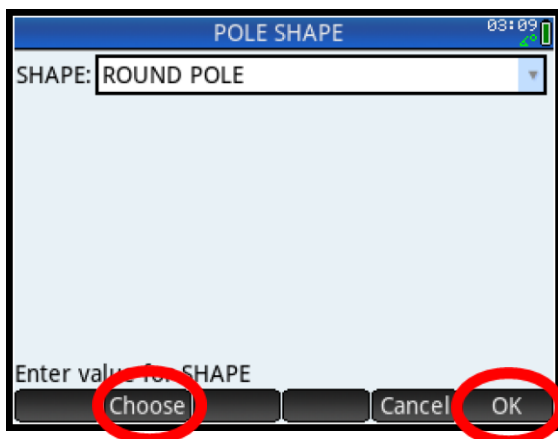 POLE SHAPE 03:09
SHAPE: ROUND POLE
Enter value for SHAPE
Choose Cancel OK